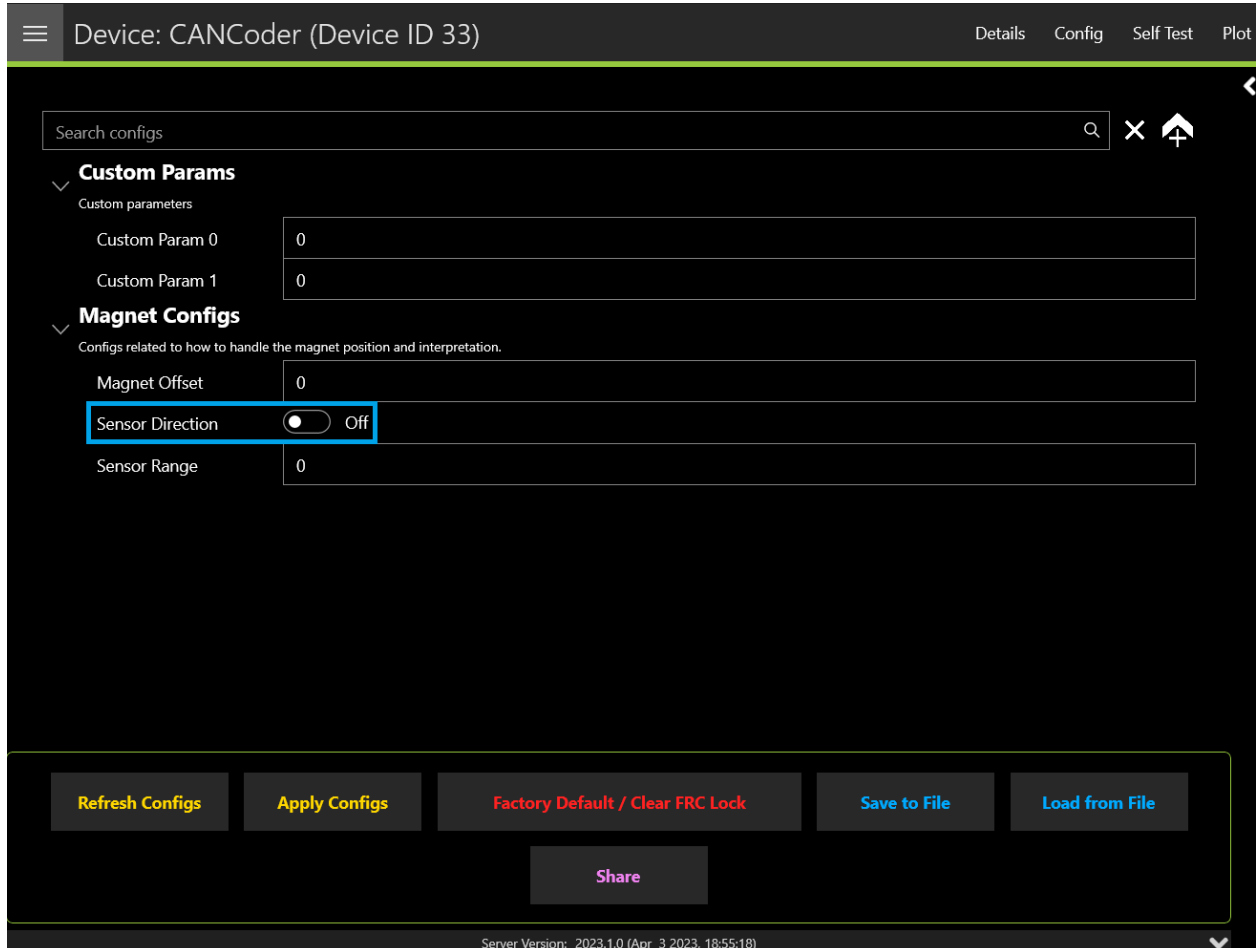 Device: CANCoder (Device ID 33)
Details Config Self Test Plot
Search configs
Custom Params
Custom parameters
Custom Param 0 0
Custom Param 1 0
Magnet Configs
Configs related to how to handle the magnet position and interpretation.
Magnet Offset 0
Sensor Direction Off
Sensor Range 0
Refresh Configs Apply Configs Factory Default / Clear FRC Lock Save to File Load from File
Share
Server Version: 2023.1.0 (Apr 3 2023, 18:55:18)